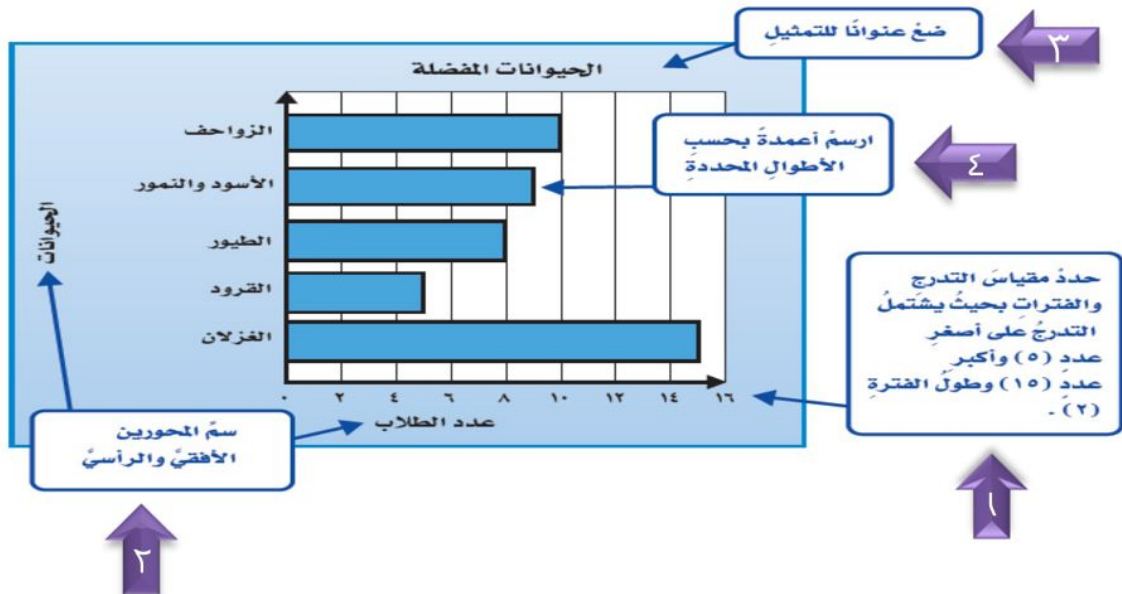 ضعْ عنوانًا للتمثيلِ
٣
الحيوانات المفضلة
ارسمْ أعمدةً بحسبِ
الأطوالِ المحددةِ
٤
الزواحف
الأسود والنمور
الطيور
القرود
الغزلان
الحيوانات
٠ ٢ ٤ ٦ ٨ ١٠ ١٢ ١٤ ١٦
عدد الطلاب
حددْ مقياسَ التدرج
والفتراتِ بحيثُ يشتملُ
التدرجُ على أصغرِ
عددٍ (٥) وأكبرِ
عددٍ (١٥) وطولُ الفترةِ
(٢) .
١
سمِّ المحورين
الأفقيَّ والرأسيَّ
٢